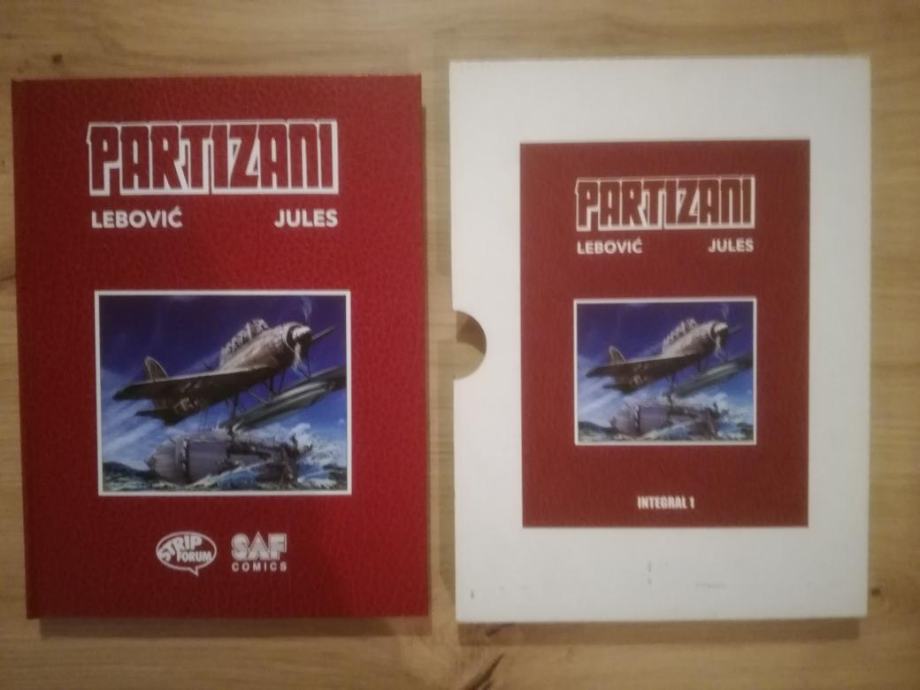 PARTIZANI
LEBOVIĆ JULES
STRIP
FORUM
SAF
COMICS
PARTIZANI
LEBOVIĆ JULES
INTEGRAL 1